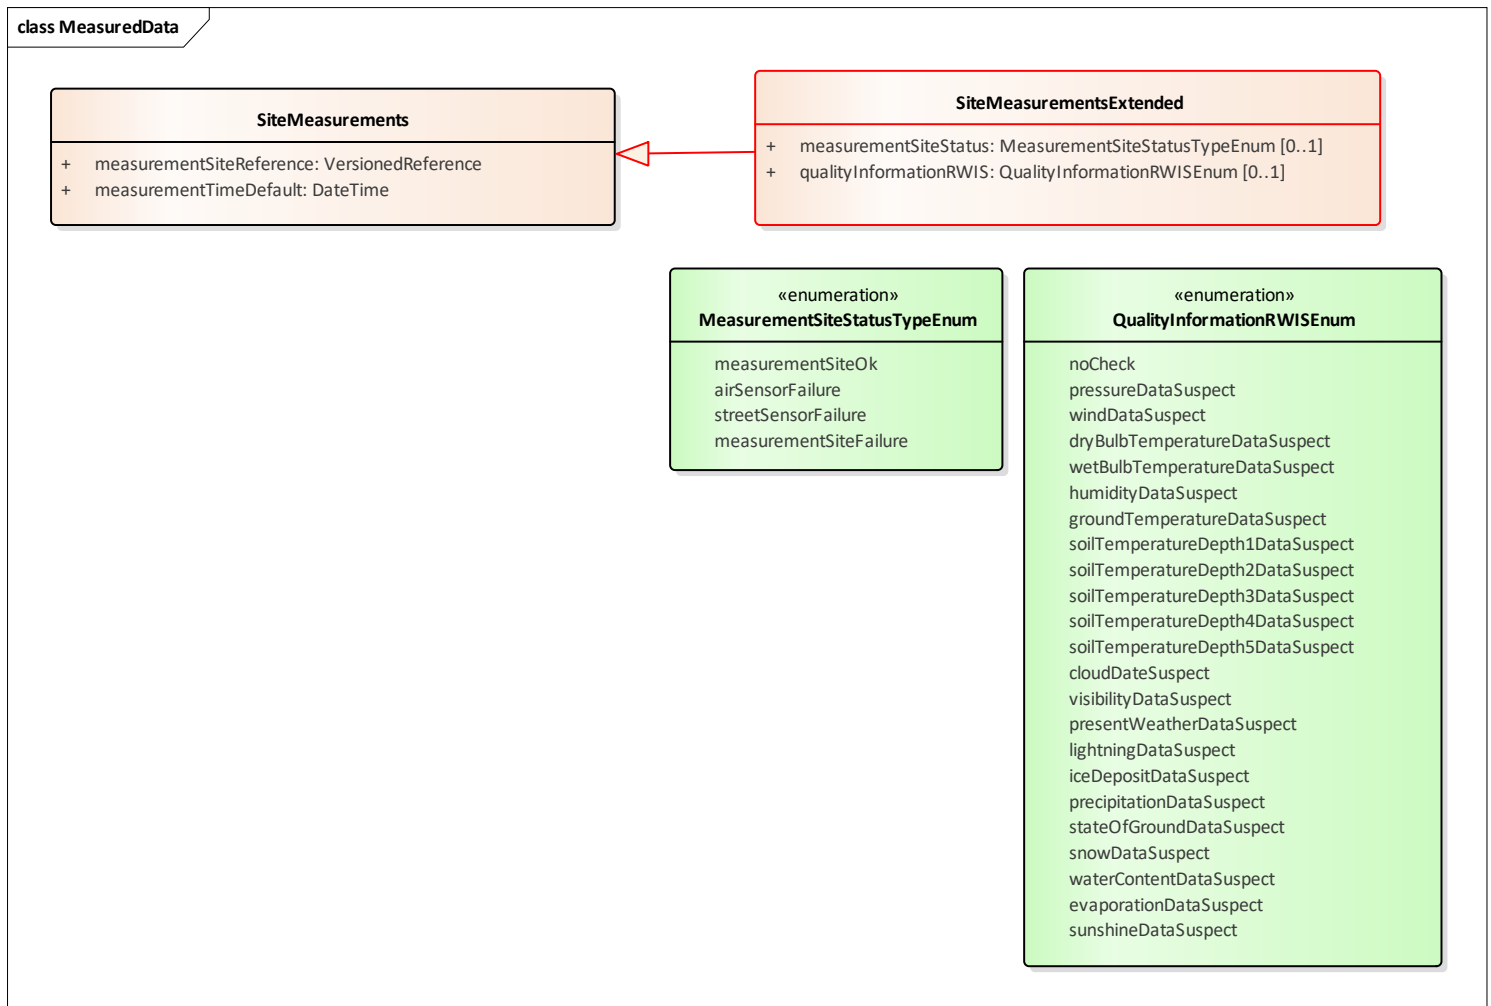 class MeasuredData
SiteMeasurements
+ measurementSiteReference: VersionedReference
+ measurementTimeDefault: DateTime
SiteMeasurementsExtended
+ measurementSiteStatus: MeasurementSiteStatusTypeEnum [0..1]
+ qualityInformationRWIS: QualityInformationRWISEnum [0..1]
«enumeration»
MeasurementSiteStatusTypeEnum
measurementSiteOk
airSensorFailure
streetSensorFailure
measurementSiteFailure
«enumeration»
QualityInformationRWISEnum
noCheck
pressureDataSuspect
windDataSuspect
dryBulbTemperatureDataSuspect
wetBulbTemperatureDataSuspect
humidityDataSuspect
groundTemperatureDataSuspect
soilTemperatureDepth1DataSuspect
soilTemperatureDepth2DataSuspect
soilTemperatureDepth3DataSuspect
soilTemperatureDepth4DataSuspect
soilTemperatureDepth5DataSuspect
cloudDateSuspect
visibilityDataSuspect
presentWeatherDataSuspect
lightningDataSuspect
iceDepositDataSuspect
precipitationDataSuspect
stateOfGroundDataSuspect
snowDataSuspect
waterContentDataSuspect
evaporationDataSuspect
sunshineDataSuspect